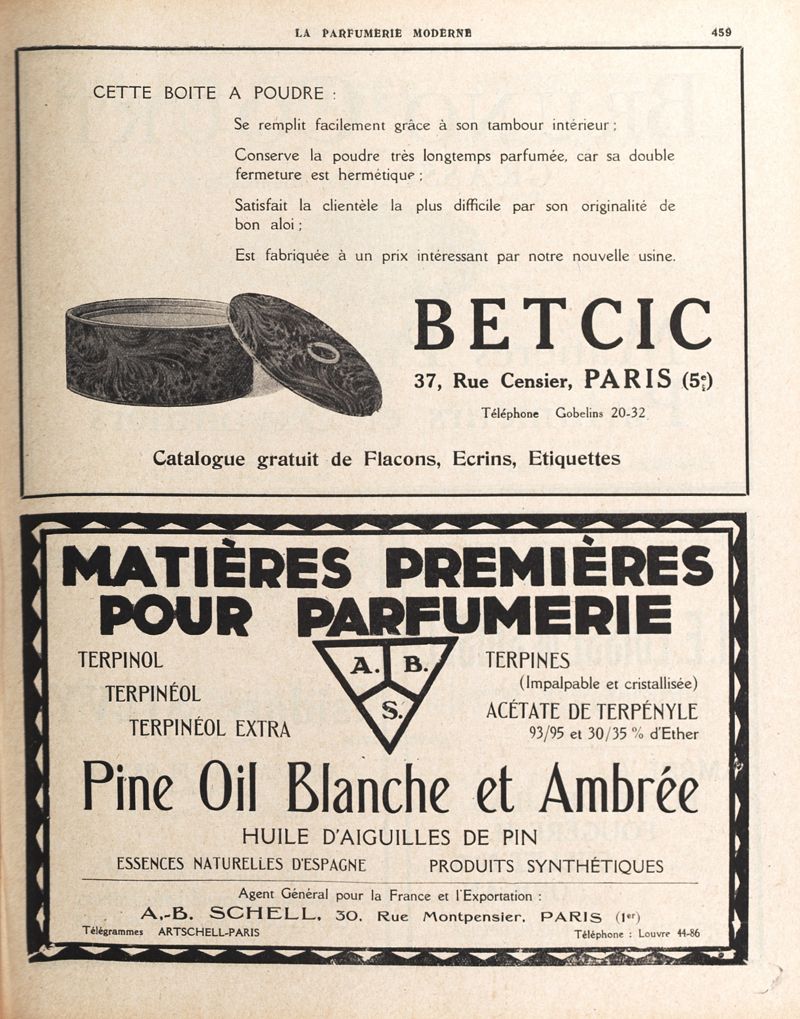 LA PARFUMERIE MODERNE 459
CETTE BOITE A POUDRE :
Se remplit facilement grâce à son tambour intérieur ;
Conserve la poudre très longtemps parfumée, car sa double
fermeture est hermétique ;
Satisfait la clientèle la plus difficile par son originalité de
bon aloi ;
Est fabriquée à un prix intéressant par notre nouvelle usine.
BETCIC
37, Rue Censier, PARIS (5e)
Téléphone Gobelins 20-32
Catalogue gratuit de Flacons, Ecrins, Etiquettes
MATIÈRES PREMIÈRES
POUR PARFUMERIE
TERPINOL
TERPINÉOL
TERPINÉOL EXTRA
A. B.
S.
TERPINES
(Impalpable et cristallisée)
ACÉTATE DE TERPÉNYLE
93/95 et 30/35 % d'Ether
Pine Oil Blanche et Ambrée
HUILE D'AIGUILLES DE PIN
ESSENCES NATURELLES D'ESPAGNE PRODUITS SYNTHÉTIQUES
Agent Général pour la France et l'Exportation :
A.-B. SCHELL, 30, Rue Montpensier, PARIS (1er)
Télégrammes ARTSCHELL-PARIS Téléphone : Louvre 44-86